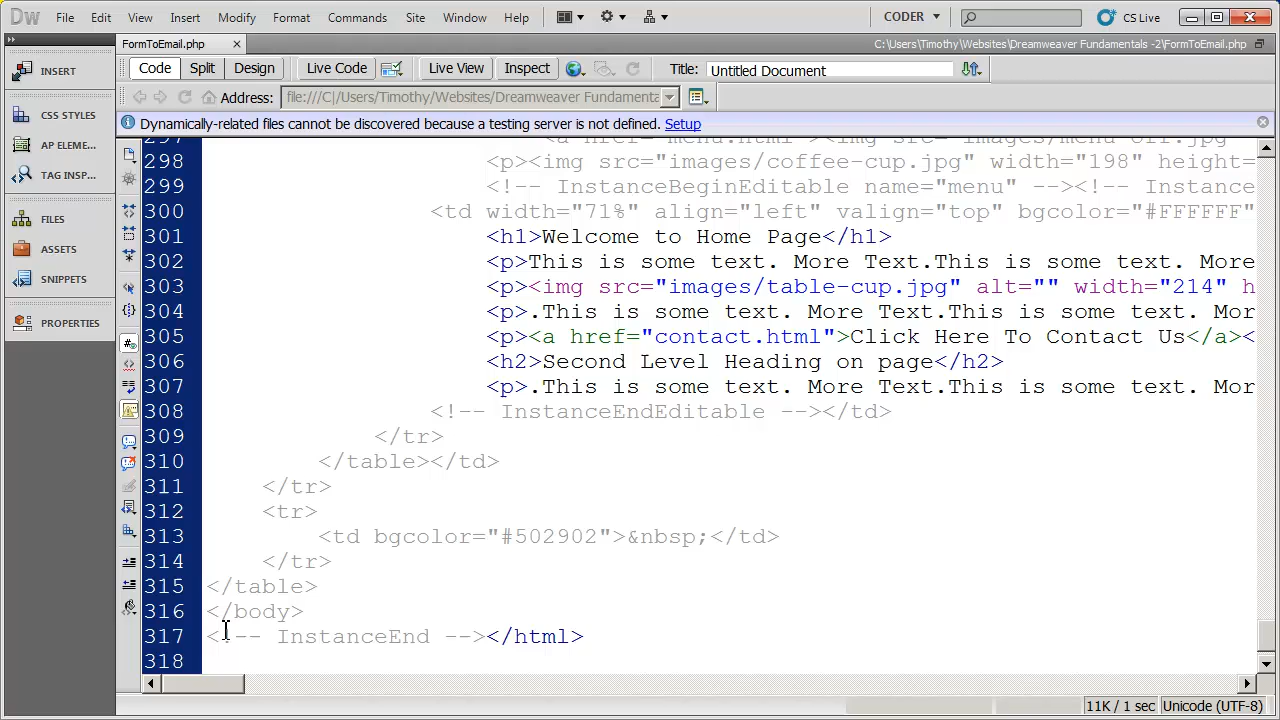 Dw File Edit View Insert Modify Format Commands Site Window Help CODER CS Live
FormToEmail.php C:\Users\Timothy\Websites\Dreamweaver Fundamentals -2\FormToEmail.php
Code Split Design Live Code Live View Inspect Title: Untitled Document
Address: file:///C|/Users/Timothy/Websites/Dreamweaver Fundamenta
Dynamically-related files cannot be discovered because a testing server is not defined. Setup
INSERT
CSS STYLES
AP ELEME...
TAG INSP...
FILES
ASSETS
SNIPPETS
PROPERTIES
298 <p><img src="images/coffee-cup.jpg" width="198" height=
299 <!-- InstanceBeginEditable name="menu" --><!-- Instance
300 <td width="71%" align="left" valign="top" bgcolor="#FFFFFF"
301 <h1>Welcome to Home Page</h1>
302 <p>This is some text. More Text.This is some text. More
303 <p><img src="images/table-cup.jpg" alt="" width="214" h
304 <p>.This is some text. More Text.This is some text. Mor
305 <p><a href="contact.html">Click Here To Contact Us</a><
306 <h2>Second Level Heading on page</h2>
307 <p>.This is some text. More Text.This is some text. Mor
308 <!-- InstanceEndEditable --></td>
309 </tr>
310 </table></td>
311 </tr>
312 <tr>
313 <td bgcolor="#502902">&nbsp;</td>
314 </tr>
315 </table>
316 </body>
317 <!-- InstanceEnd --></html>
318
11K / 1 sec Unicode (UTF-8)